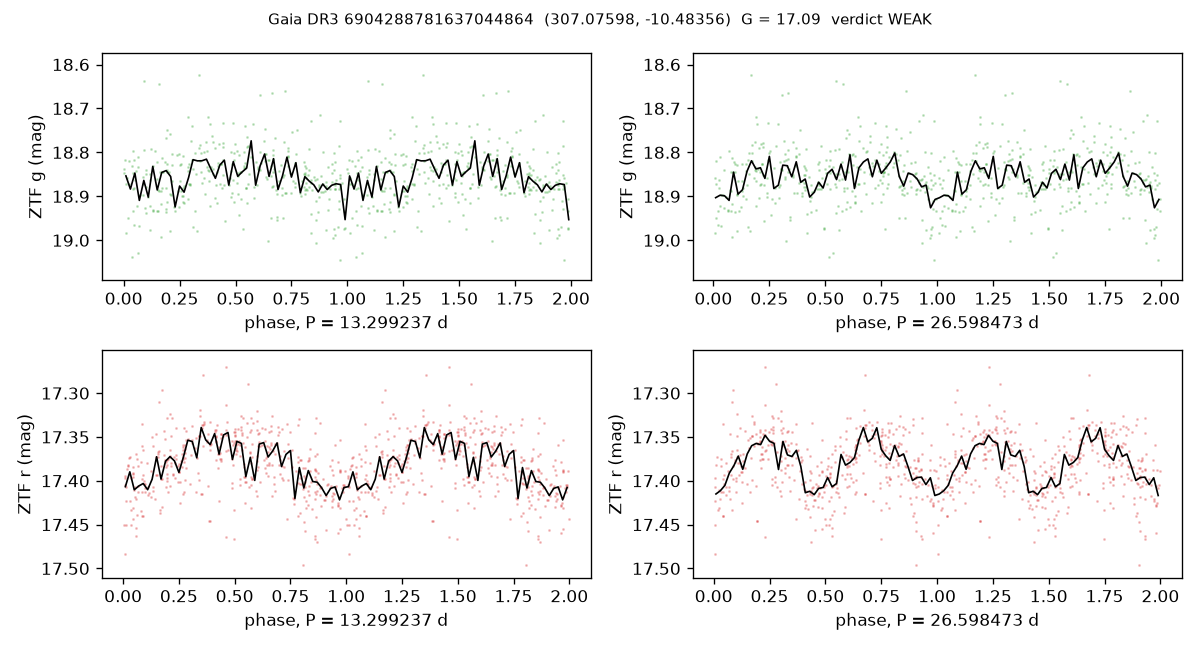 Gaia DR3 6904288781637044864 (307.07598, -10.48356) G = 17.09 verdict WEAK
ZTF g (mag)
18.6
18.7
18.8
18.9
19.0
0.00 0.25 0.50 0.75 1.00 1.25 1.50 1.75 2.00
phase, P = 13.299237 d
ZTF g (mag)
18.6
18.7
18.8
18.9
19.0
0.00 0.25 0.50 0.75 1.00 1.25 1.50 1.75 2.00
phase, P = 26.598473 d
ZTF r (mag)
17.30
17.35
17.40
17.45
17.50
0.00 0.25 0.50 0.75 1.00 1.25 1.50 1.75 2.00
phase, P = 13.299237 d
ZTF r (mag)
17.30
17.35
17.40
17.45
17.50
0.00 0.25 0.50 0.75 1.00 1.25 1.50 1.75 2.00
phase, P = 26.598473 d